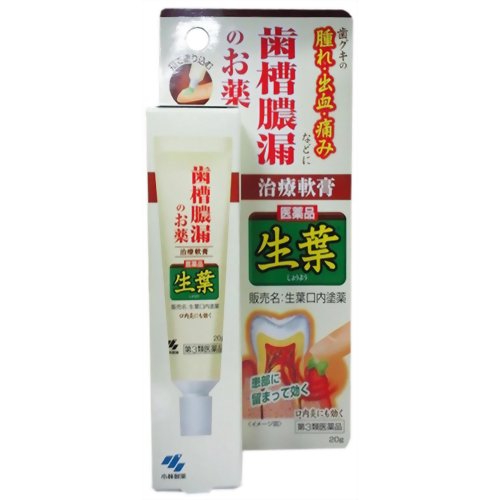 歯グキの
腫れ・出血・痛み
などに
歯槽膿漏
のお薬
治療軟膏
医薬品
生葉
しょうよう
販売名:生葉口内塗薬
患部に
留まって効く
〈イメージ図〉
口内炎にも効く
第3類医薬品
20g
歯槽膿漏
のお薬
治療軟膏
医薬品
生葉
販売名:生葉口内塗薬
口内炎にも効く
20g
第3類医薬品
小林製薬